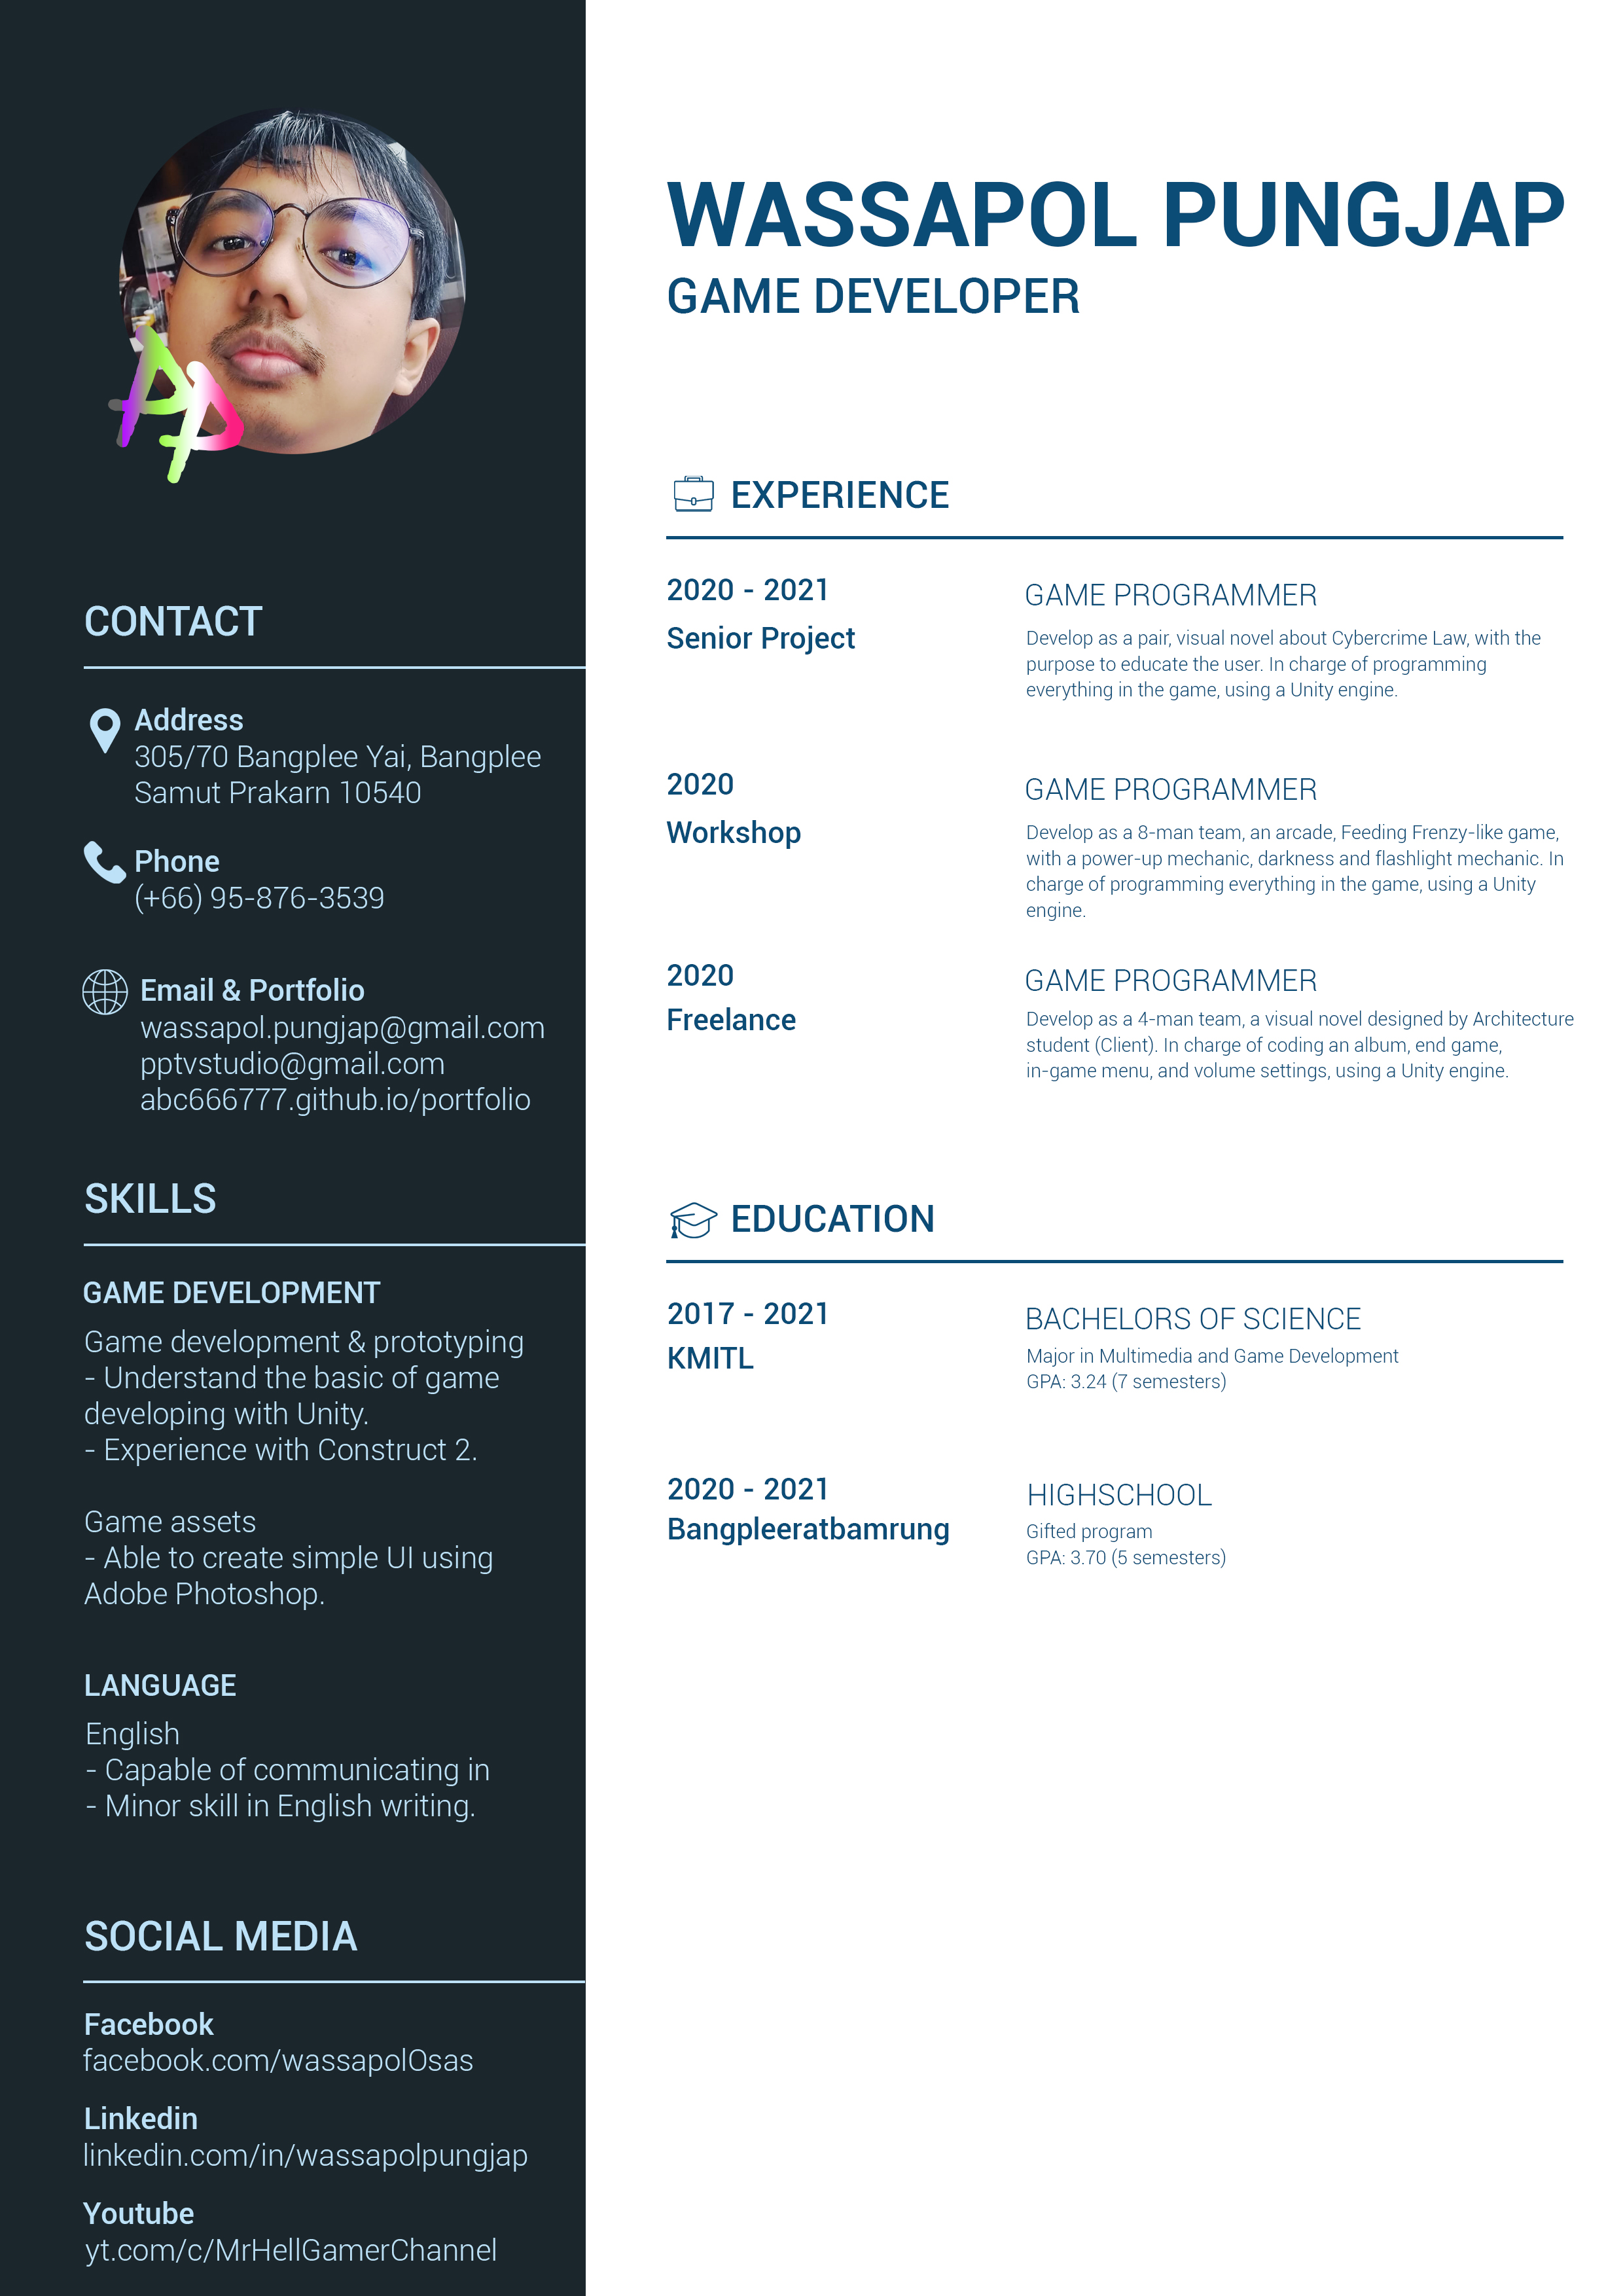 AP
CONTACT
Address
305/70 Bangplee Yai, Bangplee
Samut Prakarn 10540
Phone
(+66) 95-876-3539
Email & Portfolio
wassapol.pungjap@gmail.com
pptvstudio@gmail.com
abc666777.github.io/portfolio
SKILLS
GAME DEVELOPMENT
Game development & prototyping
- Understand the basic of game
developing with Unity.
- Experience with Construct 2.
Game assets
- Able to create simple UI using
Adobe Photoshop.
LANGUAGE
English
- Capable of communicating in
- Minor skill in English writing.
SOCIAL MEDIA
Facebook
facebook.com/wassapolOsas
Linkedin
linkedin.com/in/wassapolpungjap
Youtube
yt.com/c/MrHellGamerChannel
WASSAPOL PUNGJAP
GAME DEVELOPER
EXPERIENCE
2020 - 2021
Senior Project
GAME PROGRAMMER
Develop as a pair, visual novel about Cybercrime Law, with the
purpose to educate the user. In charge of programming
everything in the game, using a Unity engine.
2020
Workshop
GAME PROGRAMMER
Develop as a 8-man team, an arcade, Feeding Frenzy-like game,
with a power-up mechanic, darkness and flashlight mechanic. In
charge of programming everything in the game, using a Unity
engine.
2020
Freelance
GAME PROGRAMMER
Develop as a 4-man team, a visual novel designed by Architecture
student (Client). In charge of coding an album, end game,
in-game menu, and volume settings, using a Unity engine.
EDUCATION
2017 - 2021
KMITL
BACHELORS OF SCIENCE
Major in Multimedia and Game Development
GPA: 3.24 (7 semesters)
2020 - 2021
Bangpleeratbamrung
HIGHSCHOOL
Gifted program
GPA: 3.70 (5 semesters)